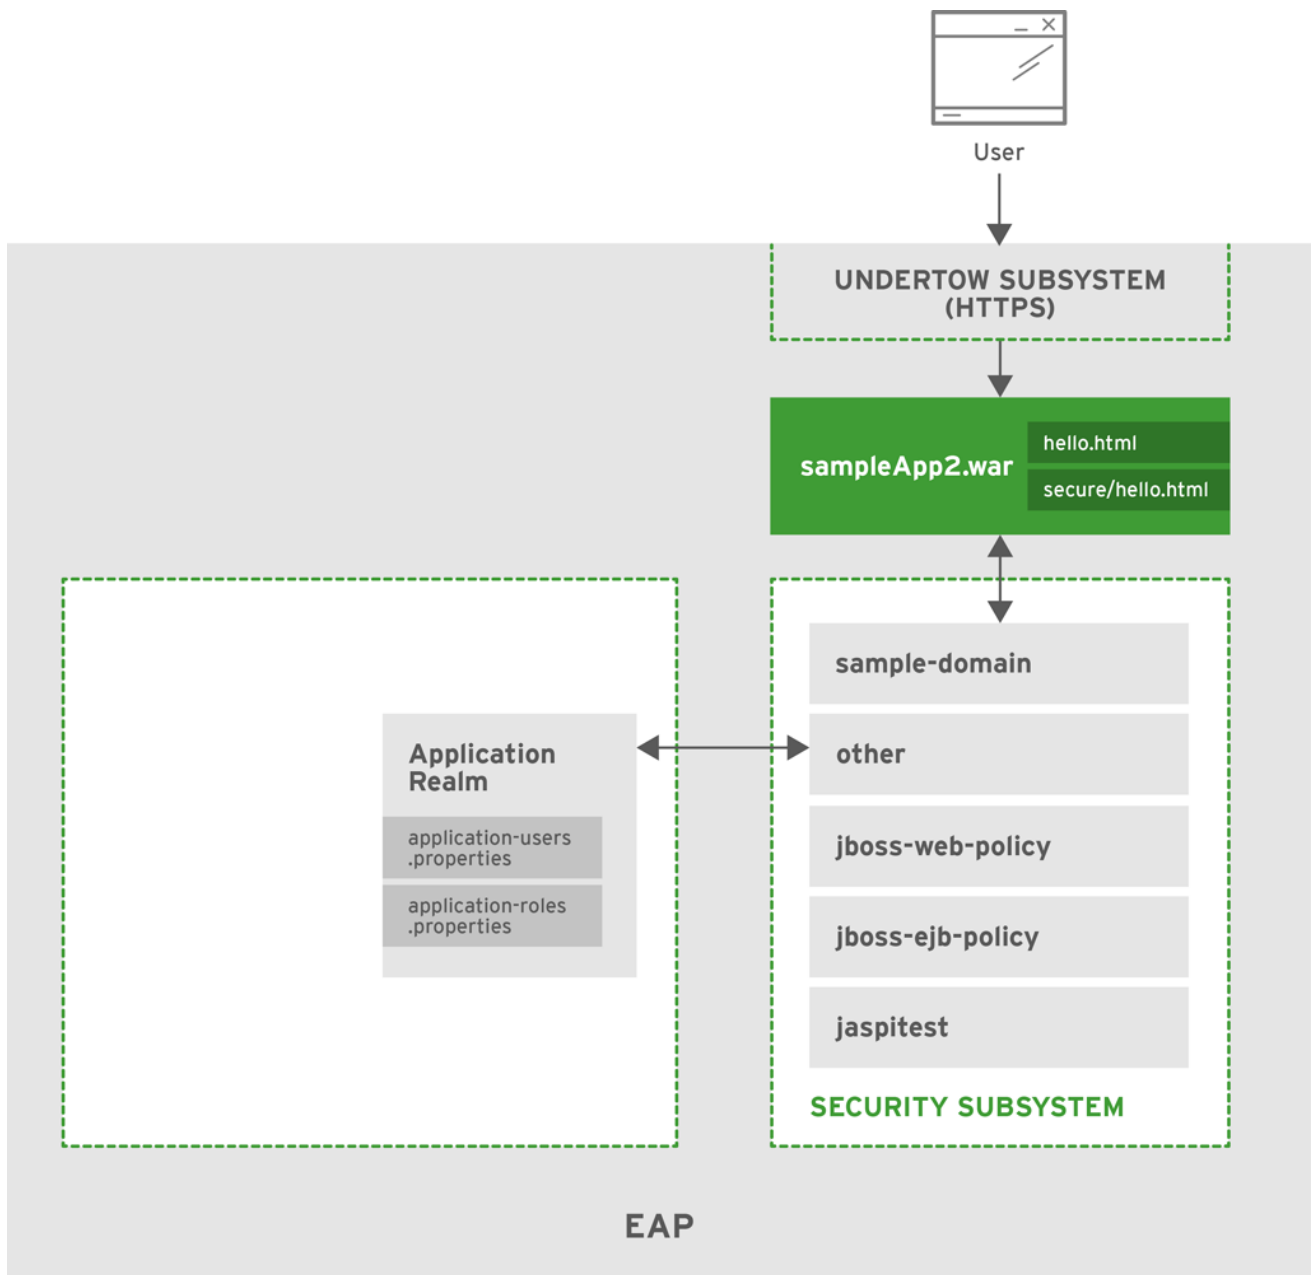 User
UNDERTOW SUBSYSTEM
(HTTPS)
sampleApp2.war
hello.html
secure/hello.html
Application
Realm
application-users
.properties
application-roles
.properties
sample-domain
other
jboss-web-policy
jboss-ejb-policy
jaspitest
SECURITY SUBSYSTEM
EAP